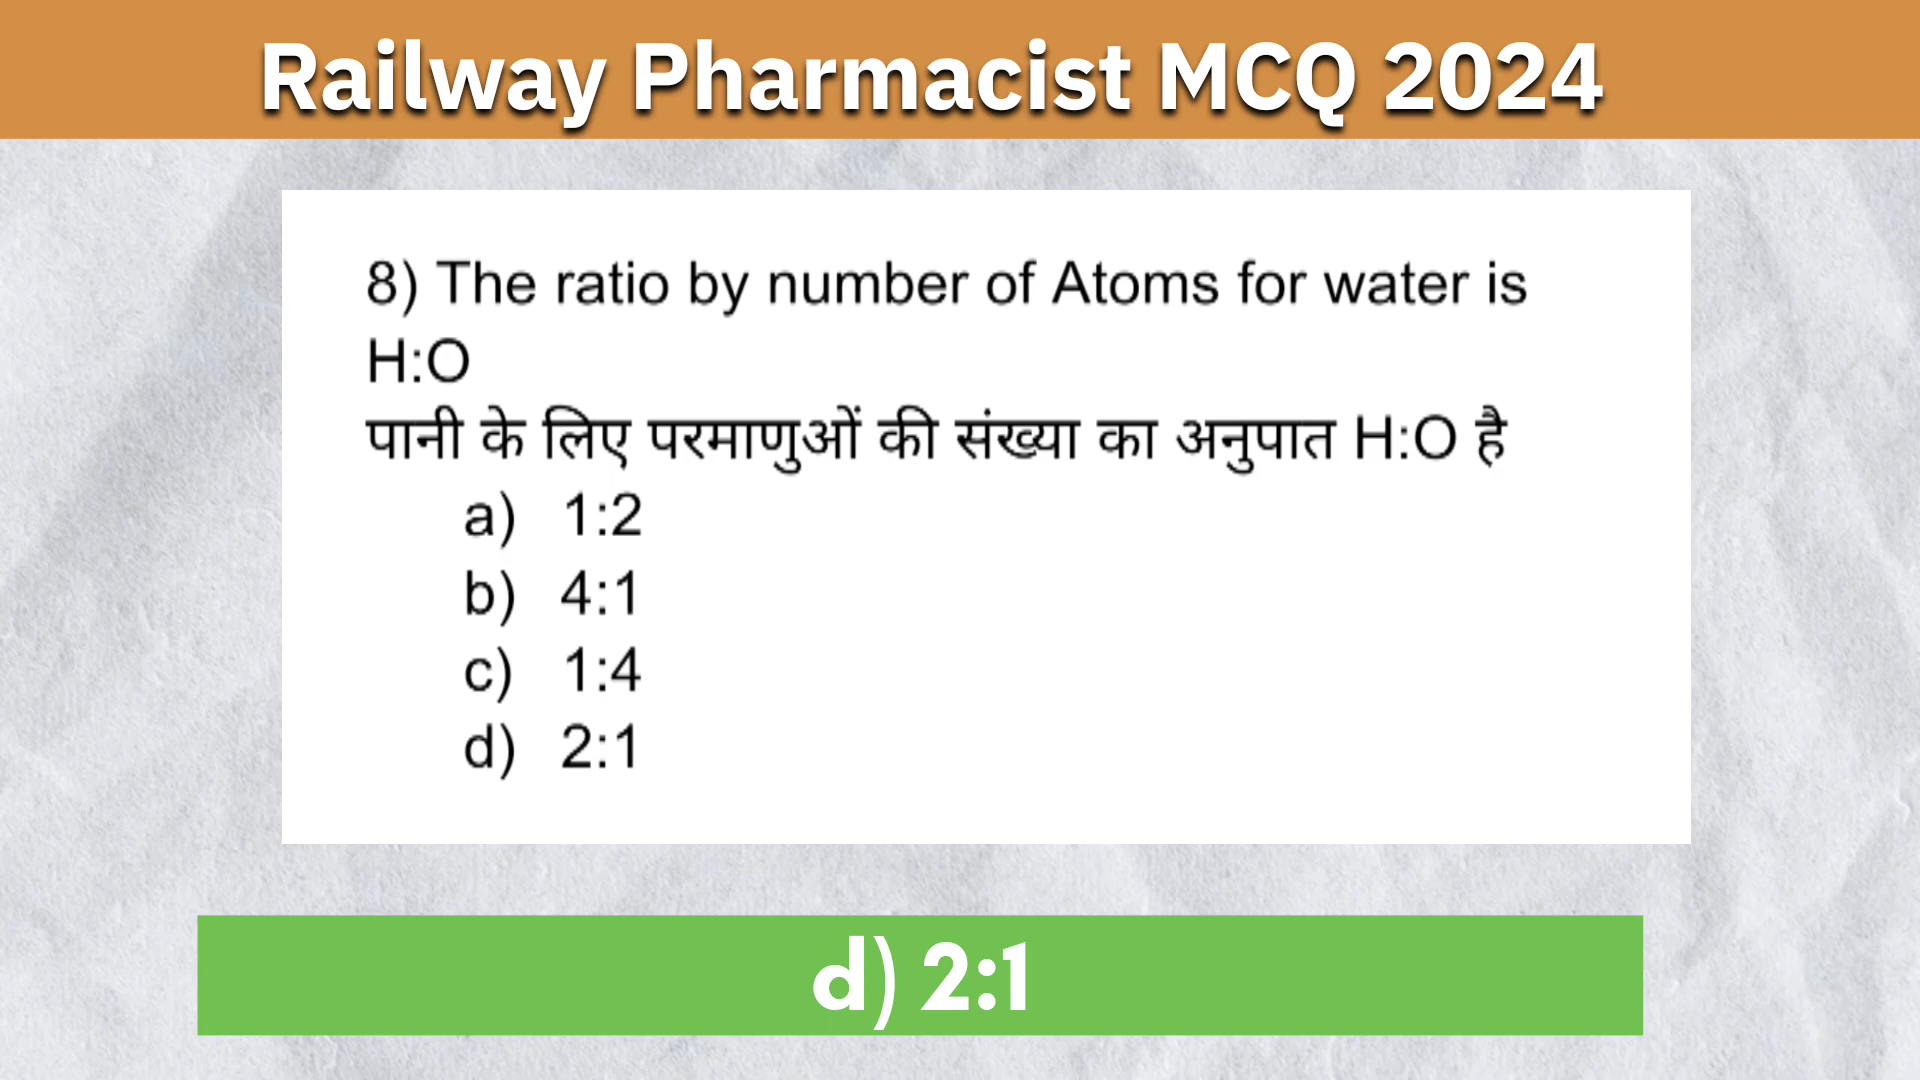 Railway Pharmacist MCQ 2024
8) The ratio by number of Atoms for water is
H:O
पानी के लिए परमाणुओं की संख्या का अनुपात H:O है
a) 1:2
b) 4:1
c) 1:4
d) 2:1
d) 2:1